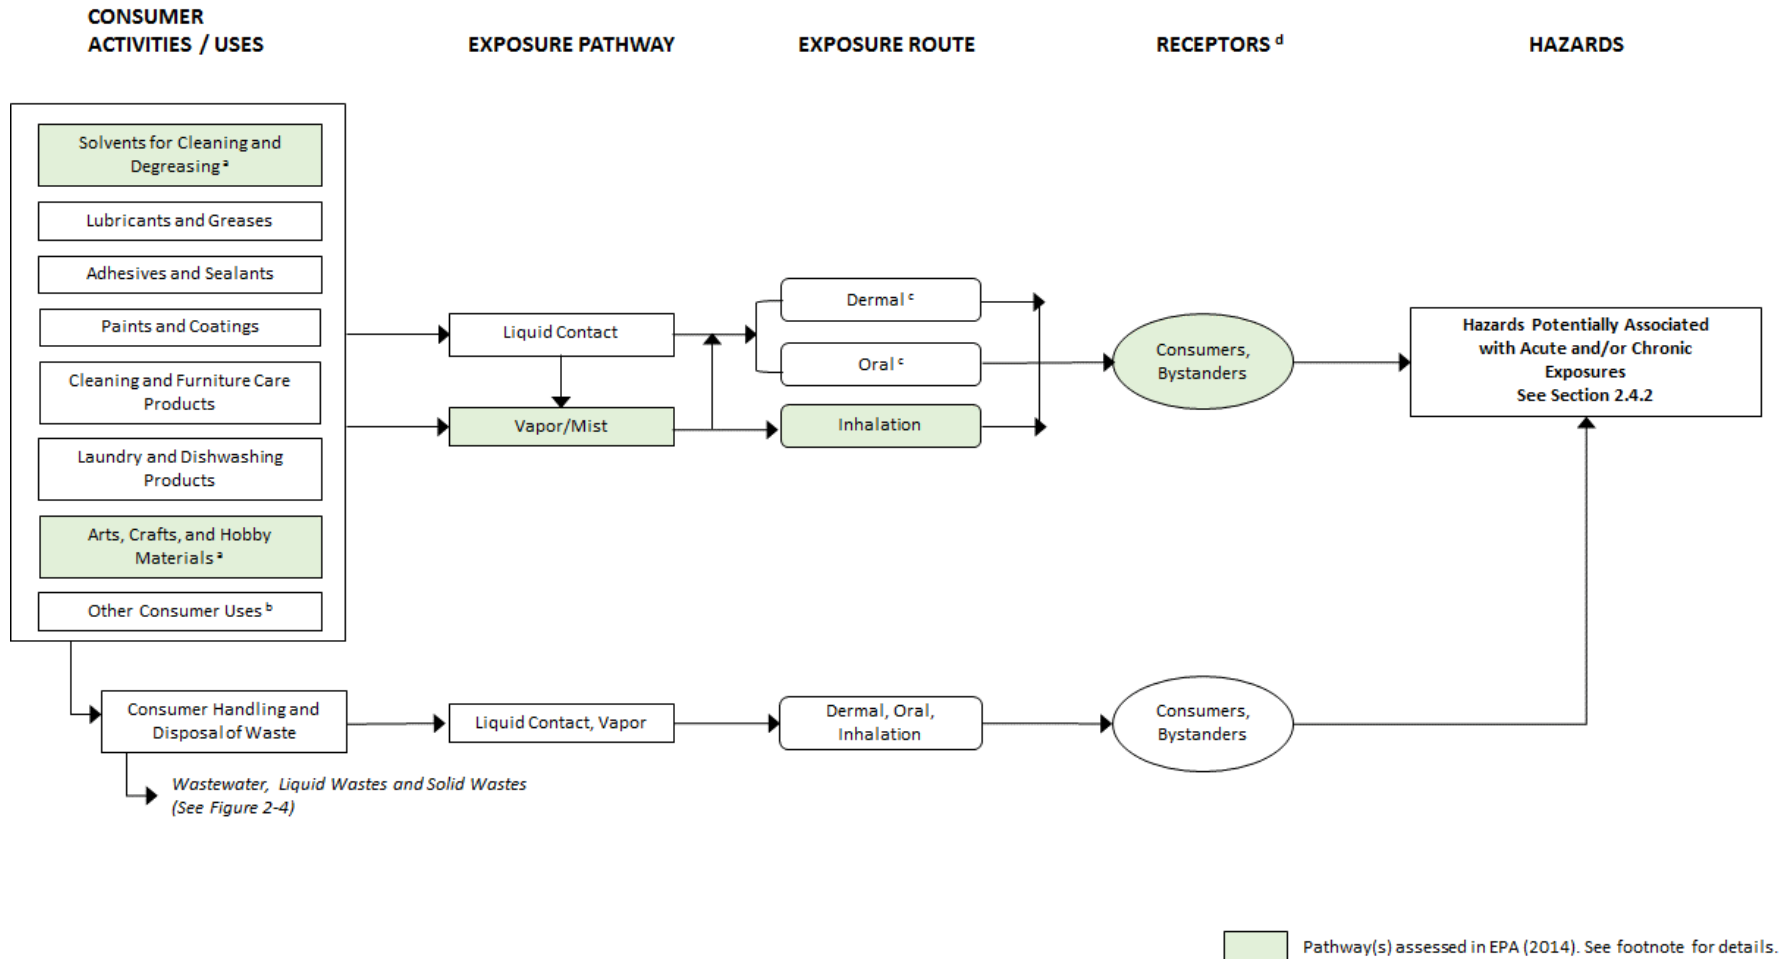 CONSUMER
ACTIVITIES / USES
EXPOSURE PATHWAY
EXPOSURE ROUTE
RECEPTORS ᵈ
HAZARDS
Solvents for Cleaning and
Degreasing ᵃ
Lubricants and Greases
Adhesives and Sealants
Paints and Coatings
Cleaning and Furniture Care
Products
Laundry and Dishwashing
Products
Arts, Crafts, and Hobby
Materials ᵃ
Other Consumer Uses ᵇ
Liquid Contact
Vapor/Mist
Dermal ᶜ
Oral ᶜ
Inhalation
Consumers,
Bystanders
Hazards Potentially Associated
with Acute and/or Chronic
Exposures
See Section 2.4.2
Consumer Handling and
Disposal of Waste
Liquid Contact, Vapor
Dermal, Oral,
Inhalation
Consumers,
Bystanders
Wastewater, Liquid Wastes and Solid Wastes
(See Figure 2-4)
Pathway(s) assessed in EPA (2014). See footnote for details.